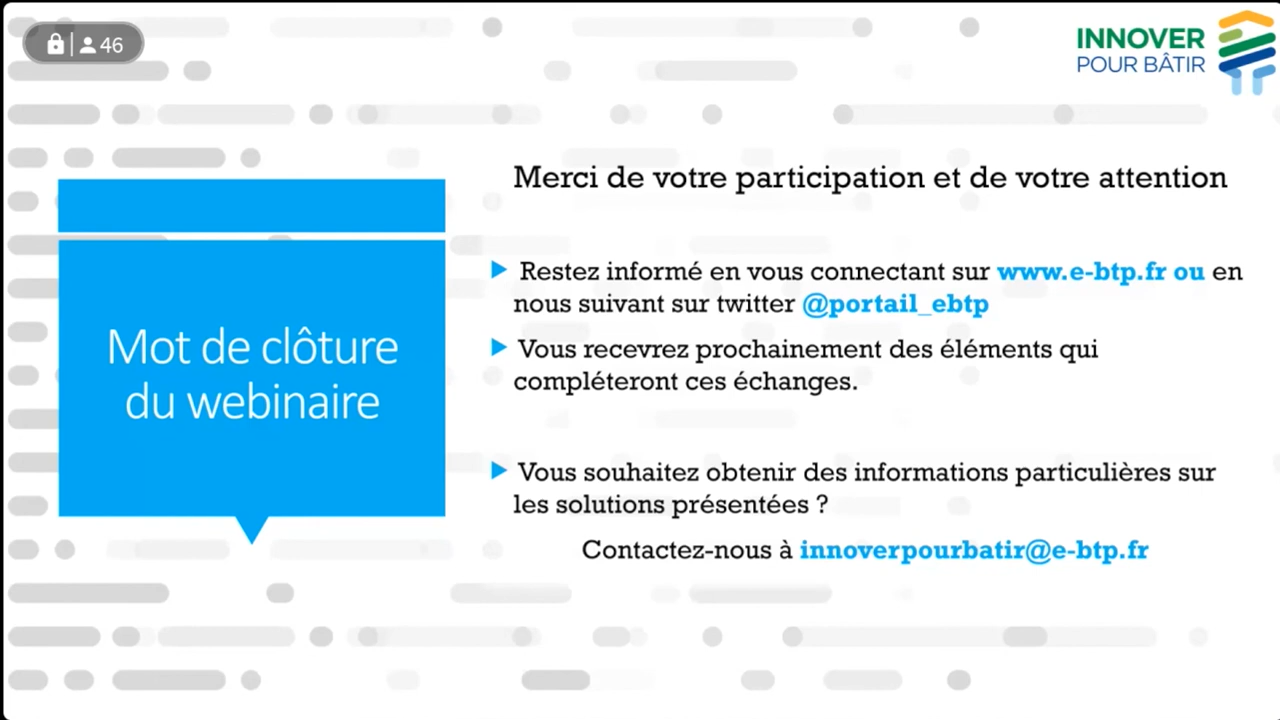 46
INNOVER
POUR BÂTIR
Merci de votre participation et de votre attention
Mot de clôture
du webinaire
Restez informé en vous connectant sur www.e-btp.fr ou en
nous suivant sur twitter @portail_ebtp
Vous recevrez prochainement des éléments qui
compléteront ces échanges.
Vous souhaitez obtenir des informations particulières sur
les solutions présentées ?
Contactez-nous à innoverpourbatir@e-btp.fr